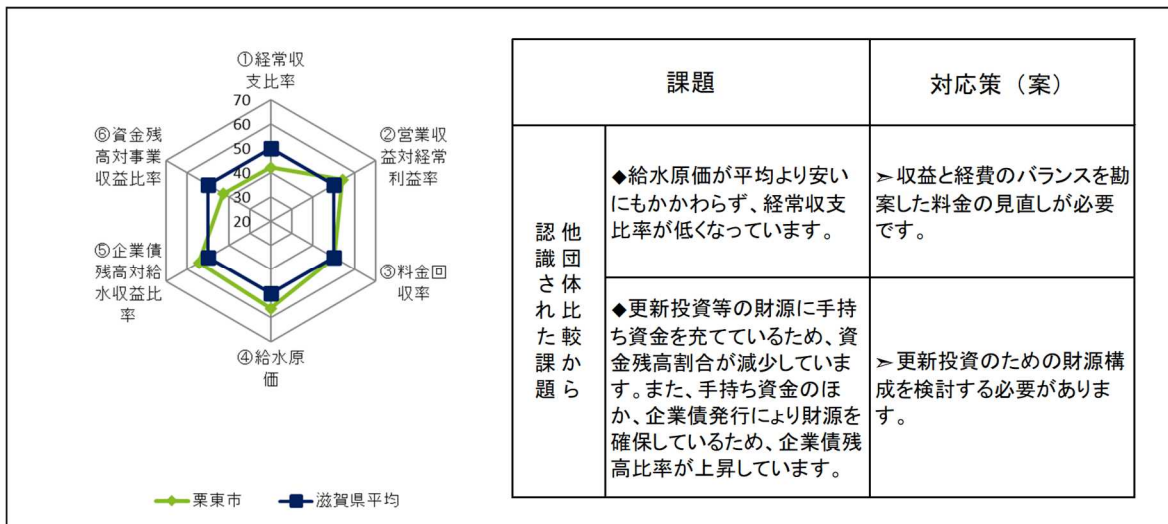 ①経常収
支比率
70
60
50
40
30
20
②営業収
益対経常
利益率
③料金回
収率
④給水原
価
⑤企業債
残高対給
水収益比
率
⑥資金残
高対事業
収益比率
栗東市
滋賀県平均
課題
対応策（案）
他団体比較から
認識された課題
◆給水原価が平均より安い
にもかかわらず、経常収支
比率が低くなっています。
➣収益と経費のバランスを勘
案した料金の見直しが必要
です。
◆更新投資等の財源に手持
ち資金を充てているため、資
金残高割合が減少していま
す。また、手持ち資金のほ
か、企業債発行にょり財源を
確保しているため、企業債残
高比率が上昇しています。
➣更新投資のための財源構
成を検討する必要がありま
す。